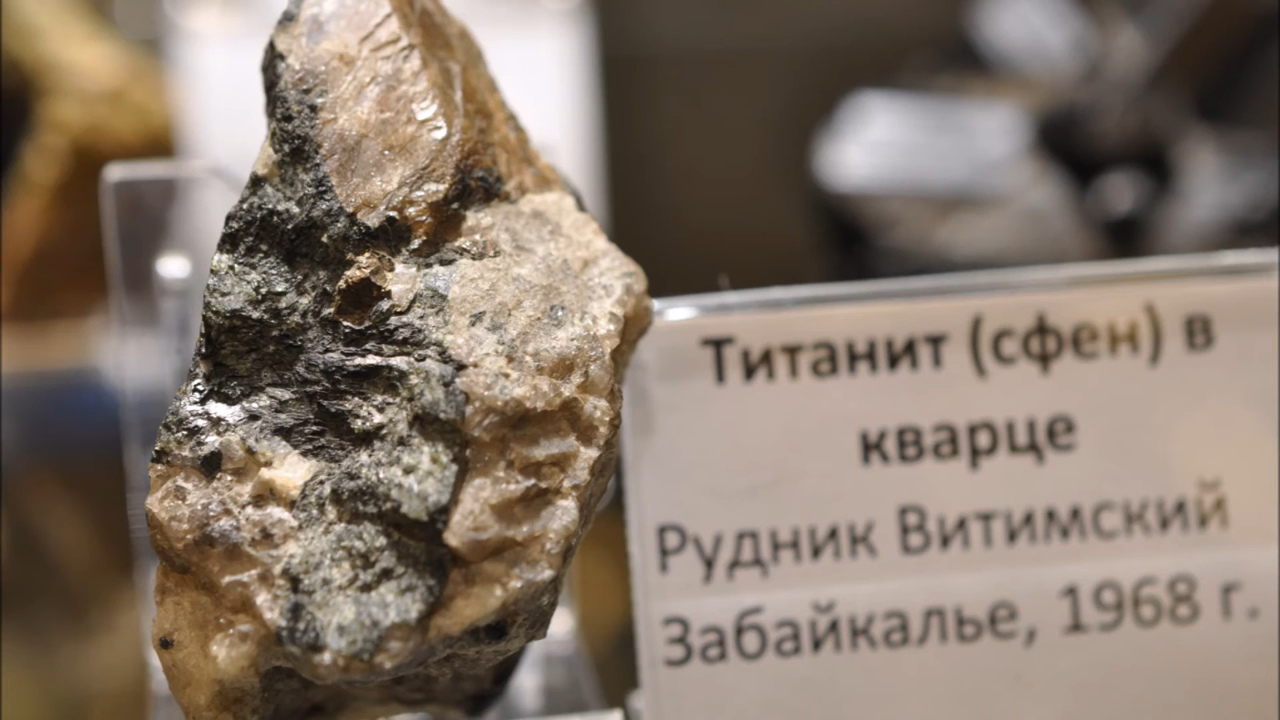 Титанит (сфен) в
кварце
Рудник Витимский
Забайкалье, 1968 г.